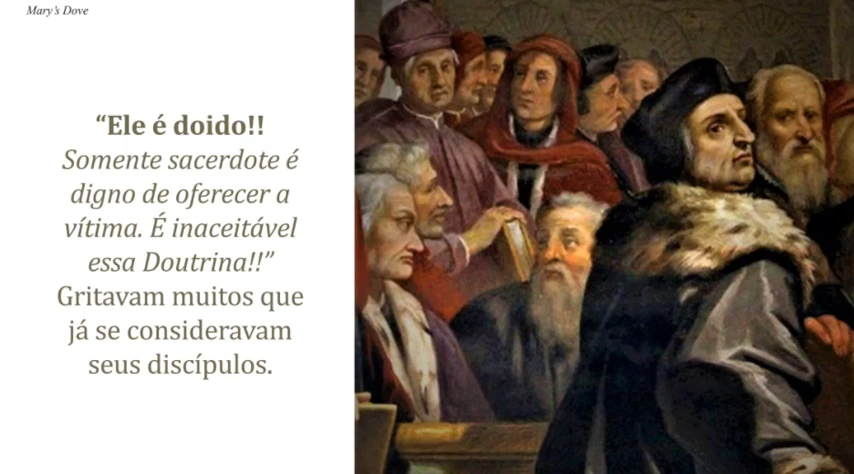 Mary's Dove
“Ele é doido!!
Somente sacerdote é
digno de oferecer a
vítima. É inaceitável
essa Doutrina!!”
Gritavam muitos que
já se consideravam
seus discípulos.